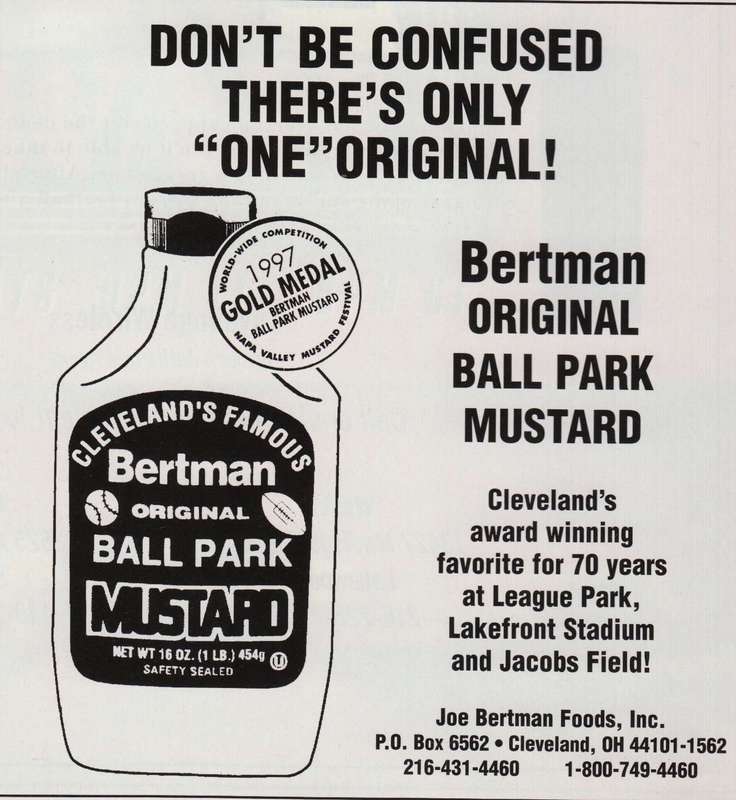 DON'T BE CONFUSED
THERE'S ONLY
“ONE”ORIGINAL!
WORLD-WIDE COMPETITION
1997
GOLD MEDAL
BERTMAN
BALL PARK MUSTARD
NAPA VALLEY MUSTARD FESTIVAL
CLEVELAND'S FAMOUS
Bertman
ORIGINAL
BALL PARK
MUSTARD
NET WT 16 OZ. (1 LB.) 454g
U
SAFETY SEALED
Bertman
ORIGINAL
BALL PARK
MUSTARD
Cleveland's
award winning
favorite for 70 years
at League Park,
Lakefront Stadium
and Jacobs Field!
Joe Bertman Foods, Inc.
P.O. Box 6562 • Cleveland, OH 44101-1562
216-431-4460 1-800-749-4460